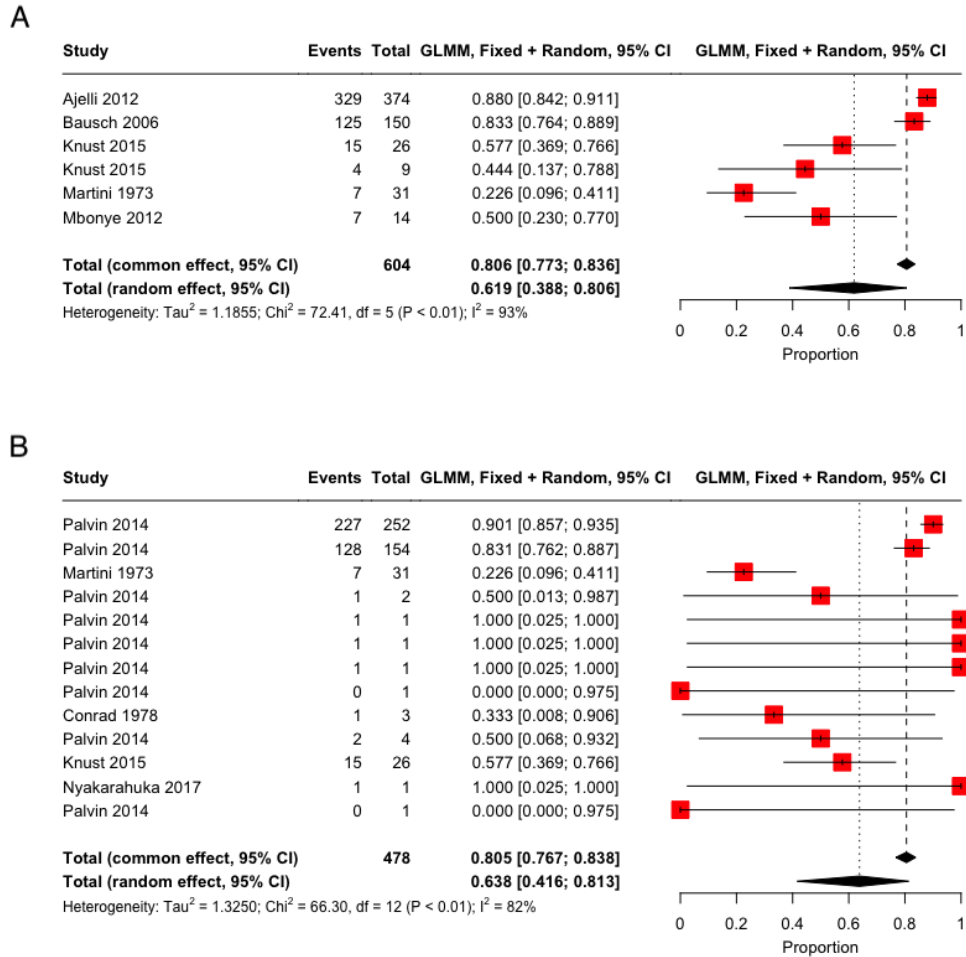 A
Study Events Total GLMM, Fixed + Random, 95% CI GLMM, Fixed + Random, 95% CI
Ajelli 2012 329 374 0.880 [0.842; 0.911]
Bausch 2006 125 150 0.833 [0.764; 0.889]
Knust 2015 15 26 0.577 [0.369; 0.766]
Knust 2015 4 9 0.444 [0.137; 0.788]
Martini 1973 7 31 0.226 [0.096; 0.411]
Mbonye 2012 7 14 0.500 [0.230; 0.770]
Total (common effect, 95% CI) 604 0.806 [0.773; 0.836]
Total (random effect, 95% CI) 0.619 [0.388; 0.806]
Heterogeneity: Tau² = 1.1855; Chi² = 72.41, df = 5 (P < 0.01); I² = 93%
0 0.2 0.4 0.6 0.8 1
Proportion
B
Study Events Total GLMM, Fixed + Random, 95% CI GLMM, Fixed + Random, 95% CI
Palvin 2014 227 252 0.901 [0.857; 0.935]
Palvin 2014 128 154 0.831 [0.762; 0.887]
Martini 1973 7 31 0.226 [0.096; 0.411]
Palvin 2014 1 2 0.500 [0.013; 0.987]
Palvin 2014 1 1 1.000 [0.025; 1.000]
Palvin 2014 1 1 1.000 [0.025; 1.000]
Palvin 2014 1 1 1.000 [0.025; 1.000]
Palvin 2014 0 1 0.000 [0.000; 0.975]
Conrad 1978 1 3 0.333 [0.008; 0.906]
Palvin 2014 2 4 0.500 [0.068; 0.932]
Knust 2015 15 26 0.577 [0.369; 0.766]
Nyakarahuka 2017 1 1 1.000 [0.025; 1.000]
Palvin 2014 0 1 0.000 [0.000; 0.975]
Total (common effect, 95% CI) 478 0.805 [0.767; 0.838]
Total (random effect, 95% CI) 0.638 [0.416; 0.813]
Heterogeneity: Tau² = 1.3250; Chi² = 66.30, df = 12 (P < 0.01); I² = 82%
0 0.2 0.4 0.6 0.8 1
Proportion